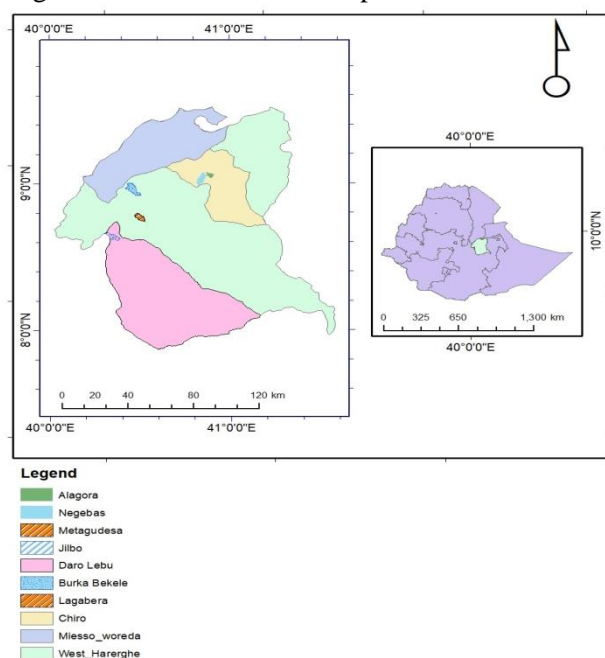 40°0'0"E 41°0'0"E
40°0'0"E
9°0'0"N
10°0'0"N
8°0'0"N
0 325 650 1,300 km
40°0'0"E
0 20 40 80 120 km
40°0'0"E 41°0'0"E
Legend
Alagora
Negebas
Metagudesa
Jilbo
Daro Lebu
Burka Bekele
Lagabera
Chiro
Miesso_woreda
West_Harerghe